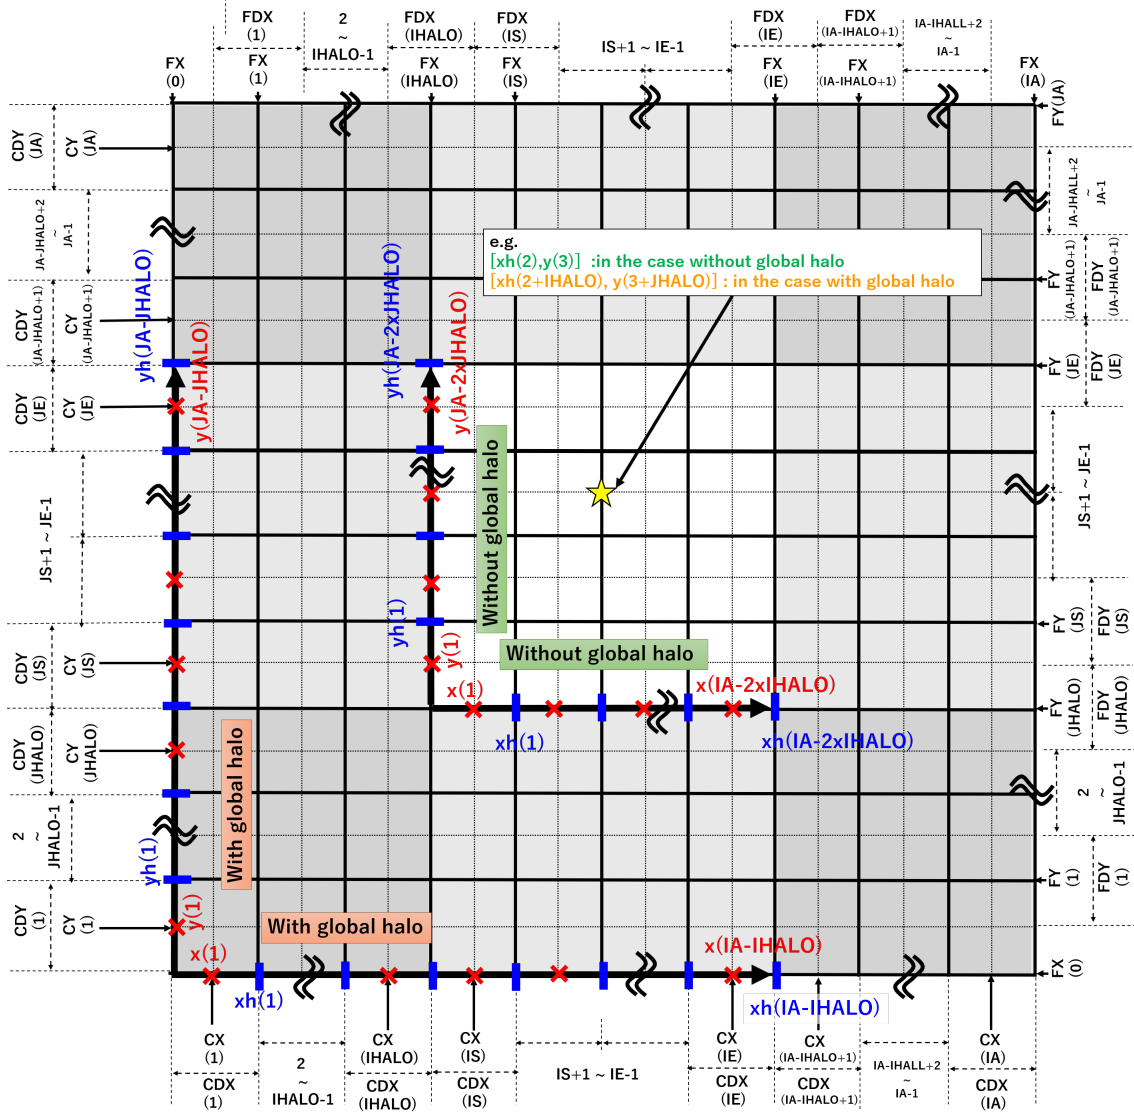 FDX
(1)
2
~
IHALO-1
FDX
(IHALO)
FDX
(IS)
IS+1 ~ IE-1
FDX
(IE)
FDX
(IA-IHALO+1)
IA-IHALL+2
~
IA-1
FX
(0)
FX
(1)
FX
(IHALO)
FX
(IS)
FX
(IE)
FX
(IA-IHALO+1)
FX
(IA)
CDY
(JA)
CY
(JA)
JA-JHALO+2
~
JA-1
CDY
(JA-JHALO+1)
CY
(JA-JHALO+1)
CDY
(JE)
CY
(JE)
JS+1 ~ JE-1
CDY
(JS)
CY
(JS)
CDY
(JHALO)
CY
(JHALO)
2
~
JHALO-1
CDY
(1)
CY
(1)
yh(JA-JHALO)
y(JA-JHALO)
yh(JA-2xJHALO)
y(JA-2xJHALO)
e.g.
[xh(2),y(3)] :in the case without global halo
[xh(2+IHALO), y(3+JHALO)] : in the case with global halo
Without global halo
yh(1)
y(1)
Without global halo
x(1)
x(IA-2xIHALO)
xh(1)
xh(IA-2xIHALO)
With global halo
yh(1)
y(1)
With global halo
x(1)
x(IA-IHALO)
xh(1)
xh(IA-IHALO)
FY(JA)
JA-JHALL+2
~
JA-1
FY
(JA-JHALO+1)
FDY
(JA-JHALO+1)
FY
(JE)
FDY
(JE)
JS+1 ~ JE-1
FY
(JS)
FDY
(JS)
FY
(JHALO)
FDY
(JHALO)
2
~
JHALO-1
FY
(1)
FDY
(1)
FX
(0)
CX
(1)
CX
(IHALO)
CX
(IS)
CX
(IE)
CX
(IA-IHALO+1)
CX
(IA)
CDX
(1)
2
~
IHALO-1
CDX
(IHALO)
CDX
(IS)
IS+1 ~ IE-1
CDX
(IE)
CDX
(IA-IHALO+1)
IA-IHALL+2
~
IA-1
CDX
(IA)